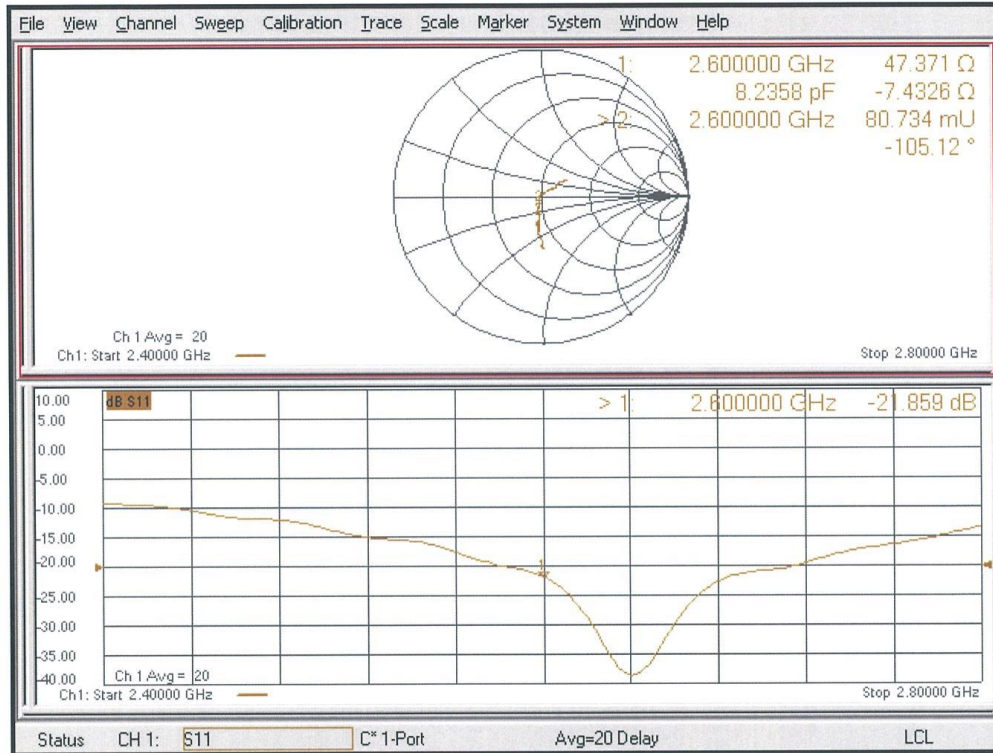 File View Channel Sweep Calibration Trace Scale Marker System Window Help
1: 2.600000 GHz 47.371 Ω
8.2358 pF -7.4326 Ω
> 2: 2.600000 GHz 80.734 mU
-105.12 °
Ch 1 Avg = 20
Ch1: Start 2.40000 GHz
Stop 2.80000 GHz
dB S11
> 1: 2.600000 GHz -21.859 dB
10.00
5.00
0.00
-5.00
-10.00
-15.00
-20.00
-25.00
-30.00
-35.00
-40.00
1
Ch 1 Avg = 20
Ch1: Start 2.40000 GHz
Stop 2.80000 GHz
Status CH 1: S11 C* 1-Port Avg=20 Delay LCL